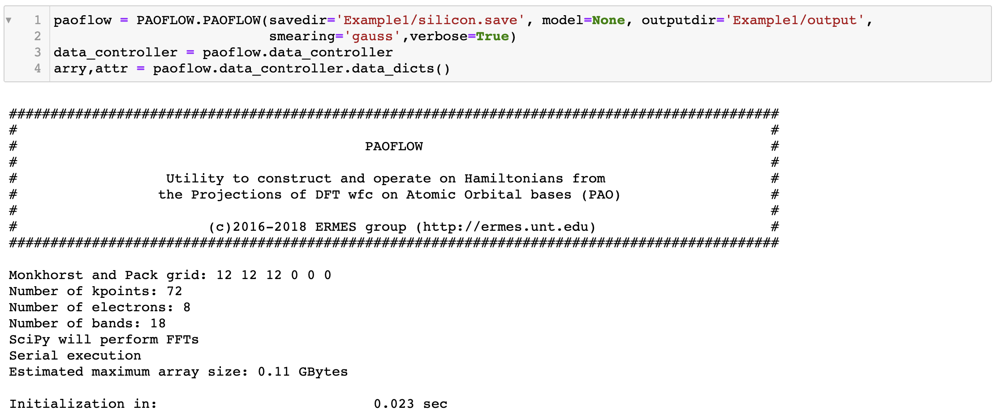 1 paoflow = PAOFLOW.PAOFLOW(savedir='Example1/silicon.save', model=None, outputdir='Example1/output',
2 smearing='gauss',verbose=True)
3 data_controller = paoflow.data_controller
4 arry,attr = paoflow.data_controller.data_dicts()
#############################################################################################
# #
# PAOFLOW #
# #
# Utility to construct and operate on Hamiltonians from #
# the Projections of DFT wfc on Atomic Orbital bases (PAO) #
# #
# (c)2016-2018 ERMES group (http://ermes.unt.edu) #
#############################################################################################
Monkhorst and Pack grid: 12 12 12 0 0 0
Number of kpoints: 72
Number of electrons: 8
Number of bands: 18
SciPy will perform FFTs
Serial execution
Estimated maximum array size: 0.11 GBytes
Initialization in: 0.023 sec